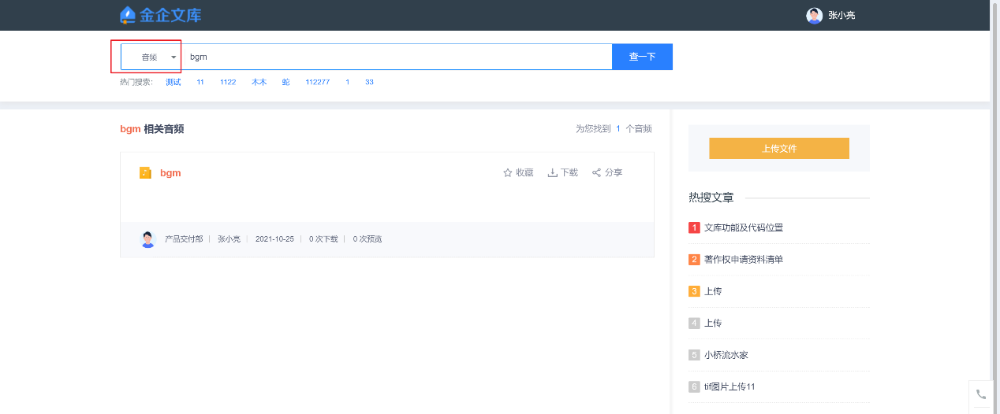 金企文库
张小亮
音频 bgm 查一下
热门搜索： 测试 11 1122 木木 蛇 112277 1 33
bgm 相关音频 为您找到 1 个音频
bgm 收藏 下载 分享
产品交付部 张小亮 2021-10-25 0 次下载 0 次预览
上传文件
热搜文章
1 文库功能及代码位置
2 著作权申请资料清单
3 上传
4 上传
5 小桥流水家
6 tif图片上传11